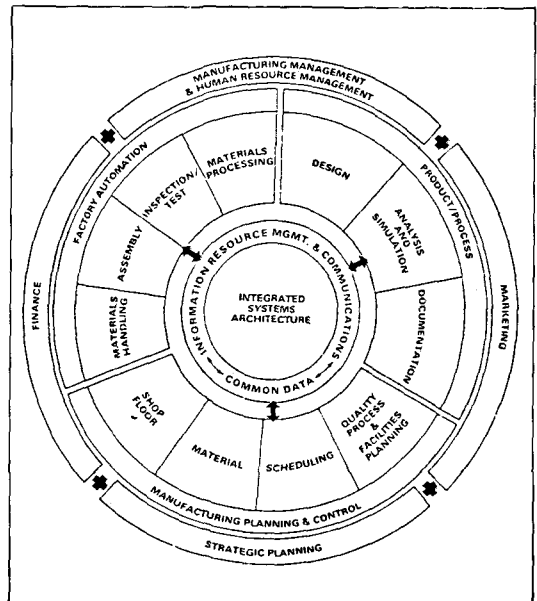 MANUFACTURING MANAGEMENT
& HUMAN RESOURCE MANAGEMENT
FACTORY AUTOMATION
PRODUCT/PROCESS
MATERIALS
PROCESSING
DESIGN
INSPECTION/
TEST
ANALYSIS
AND
SIMULATION
ASSEMBLY
INFORMATION RESOURCE MGMT. & COMMUNICATIONS
INTEGRATED
SYSTEMS
ARCHITECTURE
FINANCE
MARKETING
MATERIALS
HANDLING
DOCUMENTATION
COMMON DATA
SHOP
FLOOR
MATERIAL
SCHEDULING
QUALITY
PROCESS
&
FACILITIES
PLANNING
MANUFACTURING PLANNING & CONTROL
STRATEGIC PLANNING